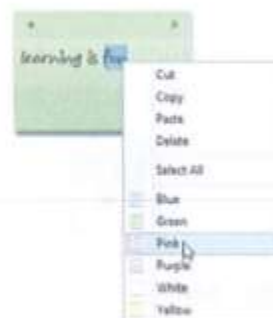 learning is fun
Cut
Copy
Paste
Delete
Select All
Blue
Green
Pink
Purple
White
Yellow